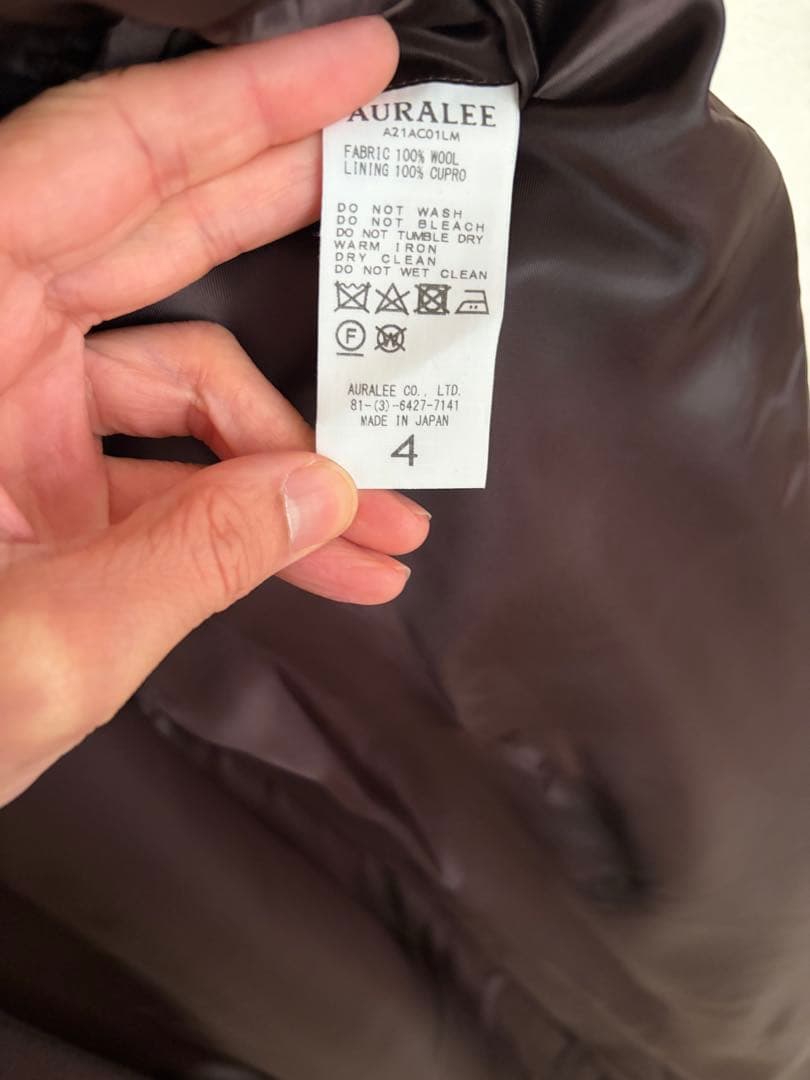 AURALEE
A21AC01LM
FABRIC 100% WOOL
LINING 100% CUPRO
DO NOT WASH
DO NOT BLEACH
DO NOT TUMBLE DRY
WARM IRON
DRY CLEAN
DO NOT WET CLEAN
F W
AURALEE CO., LTD.
81-(3)-6427-7141
MADE IN JAPAN
4